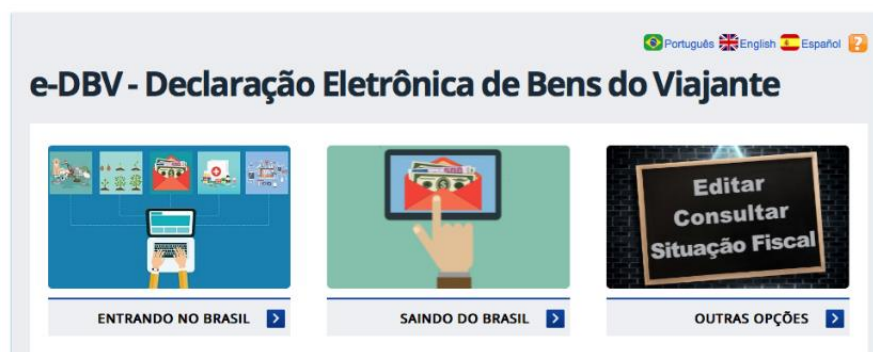 Português English Español ?
e-DBV - Declaração Eletrônica de Bens do Viajante
Editar
Consultar
Situação Fiscal
ENTRANDO NO BRASIL
SAINDO DO BRASIL
OUTRAS OPÇÕES